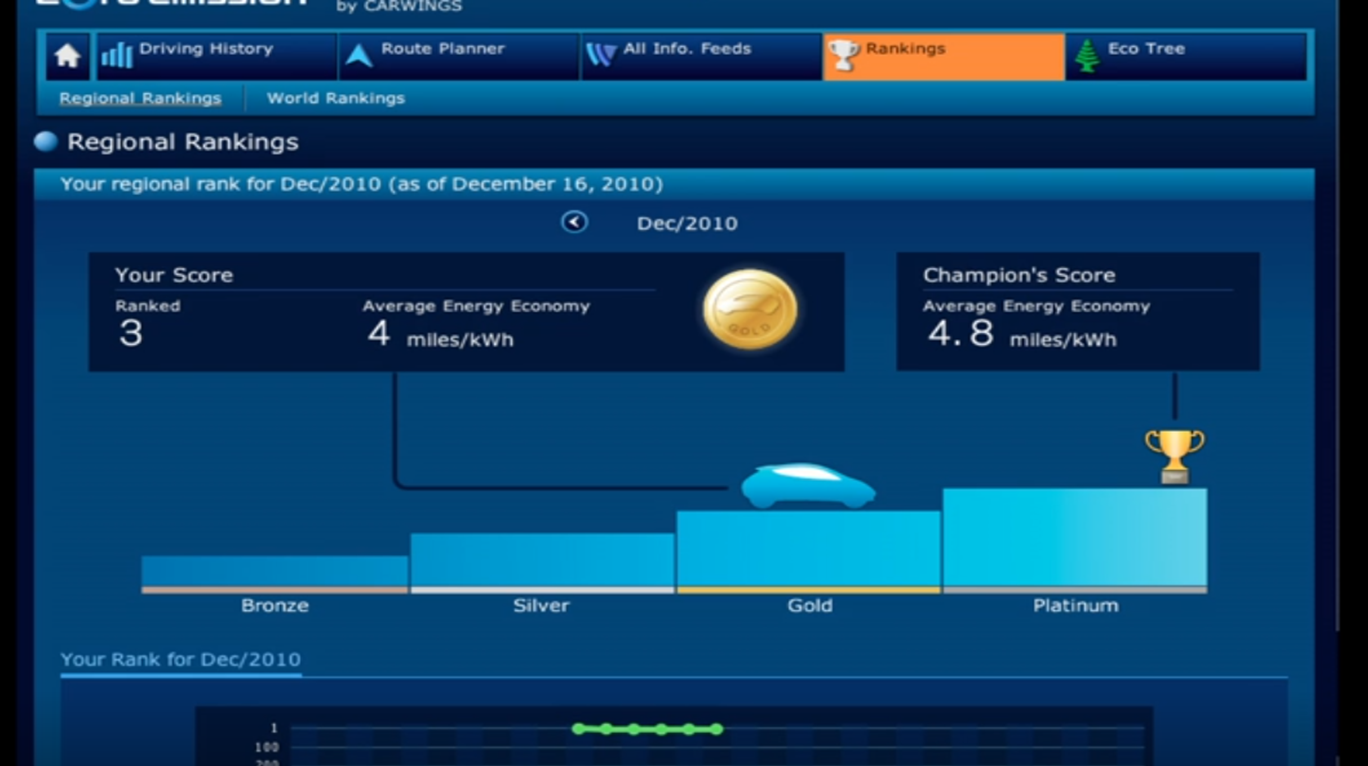 Zero Emission by CARWINGS
Driving History
Route Planner
All Info. Feeds
Rankings
Eco Tree
Regional Rankings
World Rankings
Regional Rankings
Your regional rank for Dec/2010 (as of December 16, 2010)
Dec/2010
Your Score
Ranked
3
Average Energy Economy
4 miles/kWh
GOLD
Champion's Score
Average Energy Economy
4.8 miles/kWh
Bronze
Silver
Gold
Platinum
Your Rank for Dec/2010
1
100
200